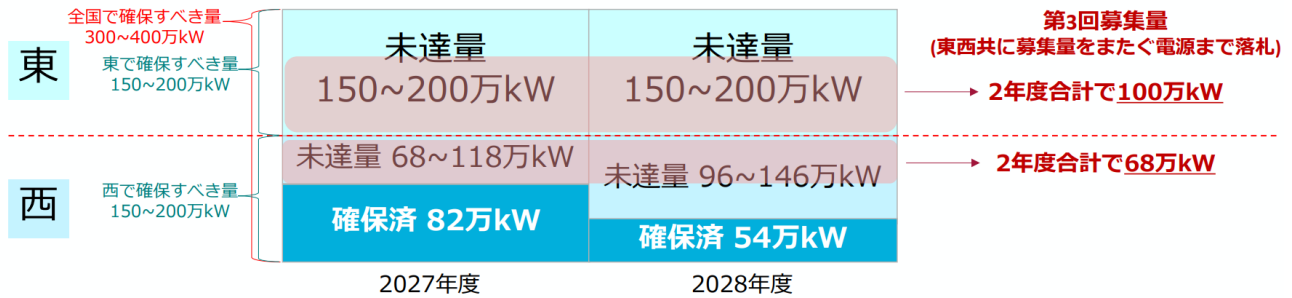 全国で確保すべき量
300~400万kW
東
東で確保すべき量
150~200万kW
未達量
150~200万kW
未達量
150~200万kW
第3回募集量
(東西共に募集量をまたぐ電源まで落札)
2年度合計で100万kW
西
西で確保すべき量
150~200万kW
未達量 68~118万kW
確保済 82万kW
未達量 96~146万kW
確保済 54万kW
2年度合計で68万kW
2027年度
2028年度